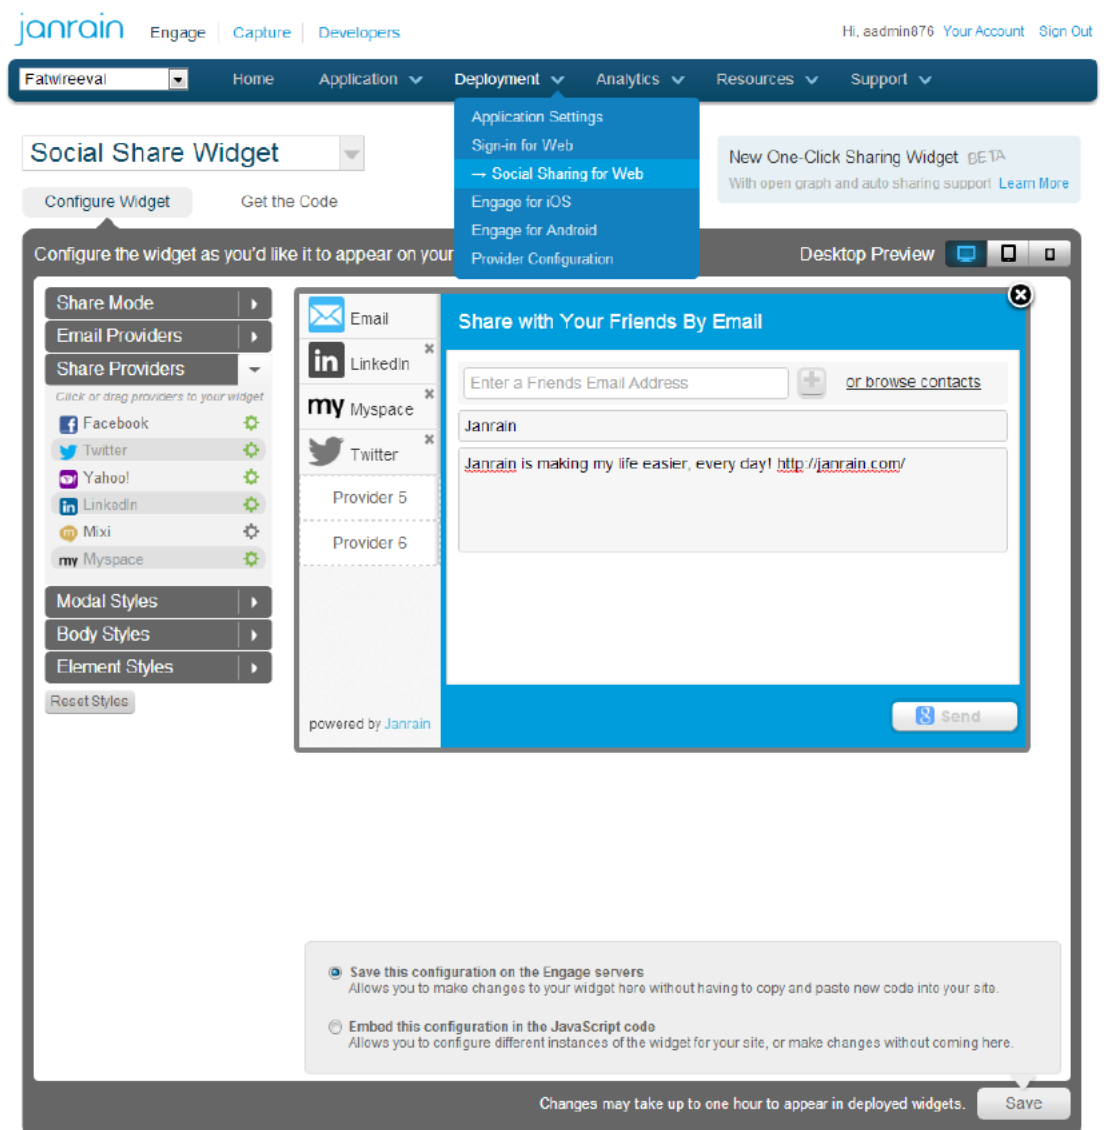 janrain Engage Capture Developers
Hi, aadmin876 Your Account Sign Out
Fatwireeval Home Application Deployment Analytics Resources Support
Application Settings
Sign-in for Web
→ Social Sharing for Web
Engage for iOS
Engage for Android
Provider Configuration
Social Share Widget
New One-Click Sharing Widget BETA
With open graph and auto sharing support Learn More
Configure Widget Get the Code
Configure the widget as you'd like it to appear on your
Desktop Preview
Share Mode
Email Providers
Share Providers
Click or drag providers to your widget
Facebook
Twitter
Yahoo!
LinkedIn
Mixi
my Myspace
Modal Styles
Body Styles
Element Styles
Reset Styles
Email
in LinkedIn
my Myspace
Twitter
Provider 5
Provider 6
powered by Janrain
Share with Your Friends By Email
Enter a Friends Email Address
or browse contacts
Janrain
Janrain is making my life easier, every day! http://janrain.com/
8 Send
Save this configuration on the Engage servers
Allows you to make changes to your widget here without having to copy and paste new code into your site.
Embed this configuration in the JavaScript code
Allows you to configure different instances of the widget for your site, or make changes without coming here.
Changes may take up to one hour to appear in deployed widgets.
Save